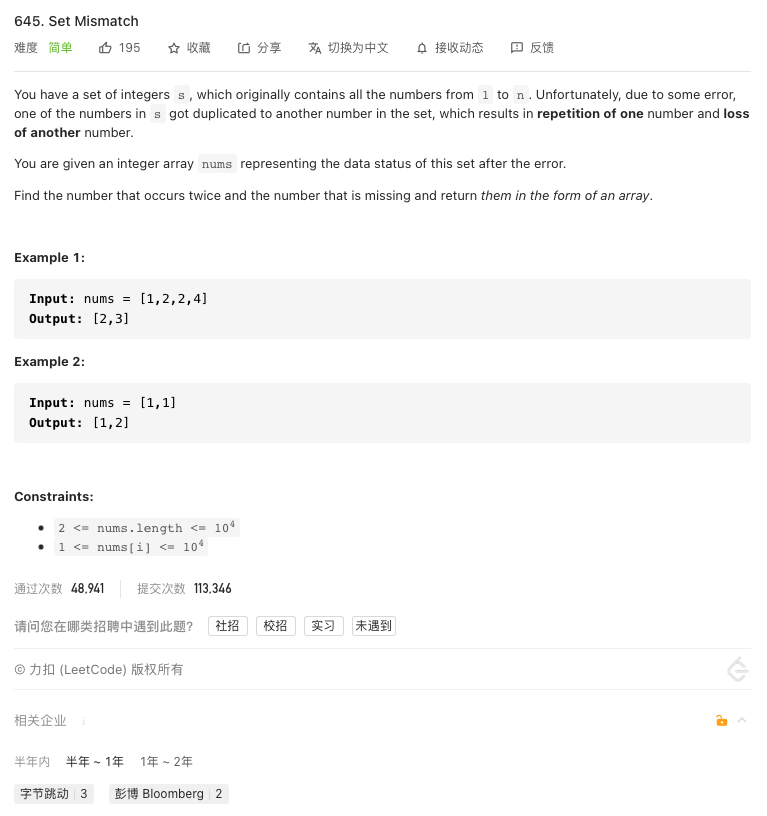 645. Set Mismatch
难度 简单 195 收藏 分享 切换为中文 接收动态 反馈
You have a set of integers s, which originally contains all the numbers from 1 to n. Unfortunately, due to some error,
one of the numbers in s got duplicated to another number in the set, which results in repetition of one number and loss
of another number.
You are given an integer array nums representing the data status of this set after the error.
Find the number that occurs twice and the number that is missing and return them in the form of an array.
Example 1:
Input: nums = [1,2,2,4]
Output: [2,3]
Example 2:
Input: nums = [1,1]
Output: [1,2]
Constraints:
• 2 <= nums.length <= 10⁴
• 1 <= nums[i] <= 10⁴
通过次数 48,941 提交次数 113,346
请问您在哪类招聘中遇到此题? 社招 校招 实习 未遇到
© 力扣 (LeetCode) 版权所有
相关企业 i
半年内 半年 ~ 1年 1年 ~ 2年
字节跳动 | 3 彭博 Bloomberg | 2